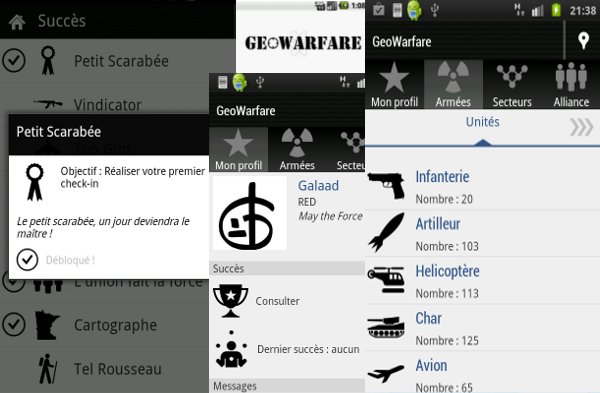 Succès
Petit Scarabée
Vindicator
Top Gun
Petit Scarabée
Objectif : Réaliser votre premier
check-in
Le petit scarabée, un jour deviendra le
maître !
Débloqué !
L'union fait la force
Cartographe
Tel Rousseau
1:08
GEOWARFARE
GeoWarfare
Mon profil
Armées
Secteu
Galaad
RED
May the Force
Succès
Consulter
Dernier succès : aucun
Messages
21:38
GeoWarfare
Mon profil
Armées
Secteurs
Alliance
Unités
Infanterie
Nombre : 20
Artilleur
Nombre : 103
Helicoptère
Nombre : 113
Char
Nombre : 125
Avion
Nombre : 65